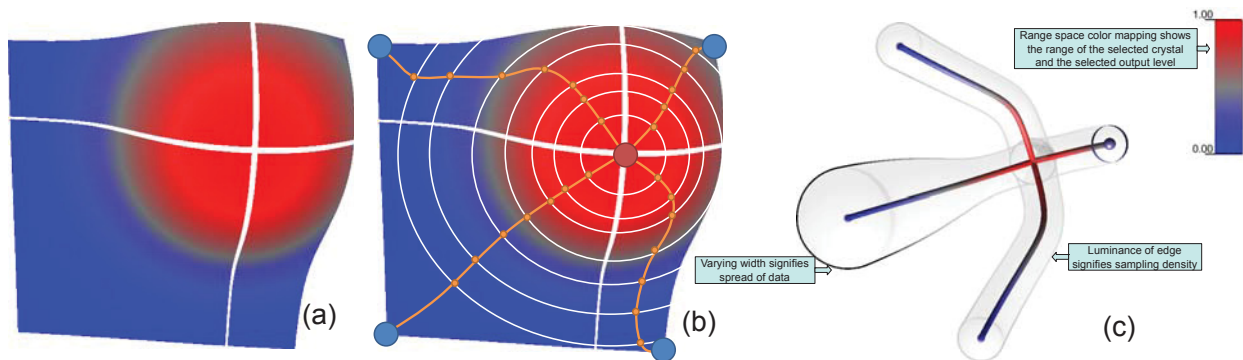 1.00
Range space color mapping shows
the range of the selected crystal
and the selected output level
0.00
Varying width signifies
spread of data
Luminance of edge
signifies sampling density
(a)
(b)
(c)